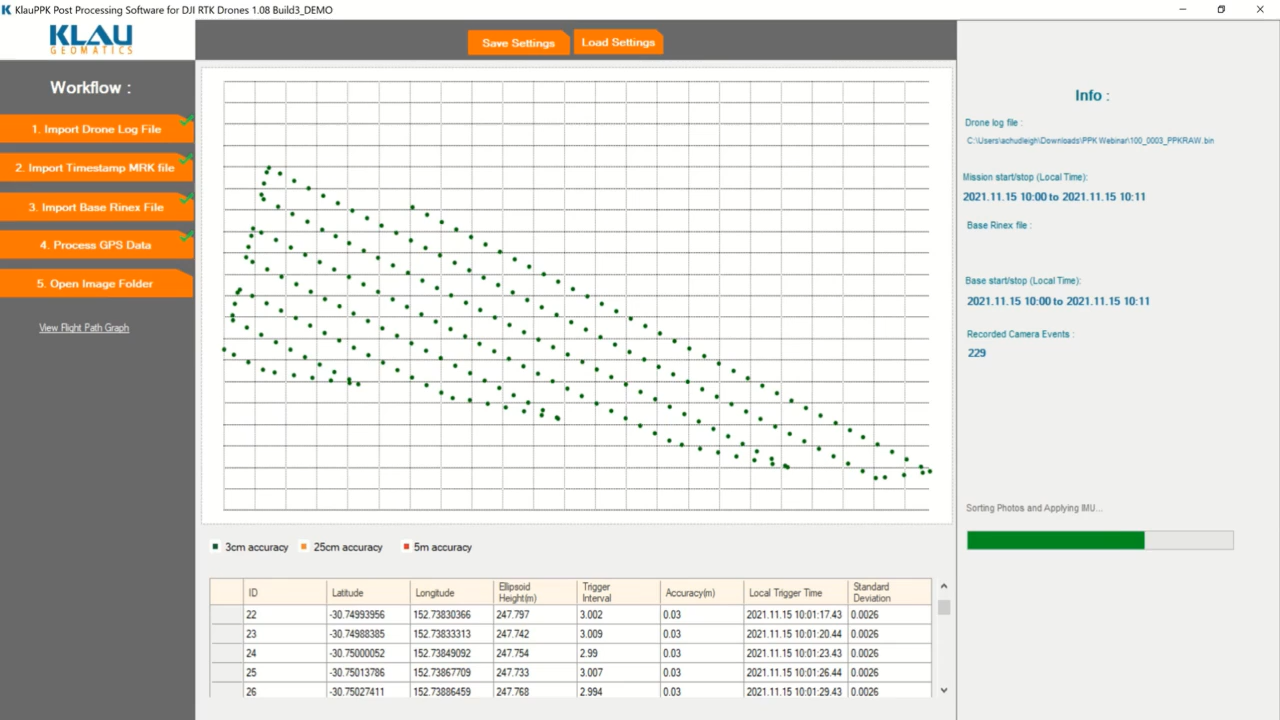 KlauPPK Post Processing Software for DJI RTK Drones 1.08 Build3_DEMO
KLAU
GEOMATICS
Save Settings
Load Settings
Workflow :
1. Import Drone Log File
2. Import Timestamp MRK file
3. Import Base Rinex File
4. Process GPS Data
5. Open Image Folder
View Flight Path Graph
3cm accuracy
25cm accuracy
5m accuracy
ID Latitude Longitude Ellipsoid Height(m) Trigger Interval Accuracy(m) Local Trigger Time Standard Deviation
22 -30.74993956 152.73830366 247.797 3.002 0.03 2021.11.15 10:01:17.43 0.0026
23 -30.74988385 152.73833313 247.742 3.009 0.03 2021.11.15 10:01:20.44 0.0026
24 -30.75000052 152.73849092 247.754 2.99 0.03 2021.11.15 10:01:23.43 0.0026
25 -30.75013786 152.73867709 247.733 3.007 0.03 2021.11.15 10:01:26.44 0.0026
26 -30.75027411 152.73886459 247.768 2.994 0.03 2021.11.15 10:01:29.43 0.0026
Info :
Drone log file :
C:\Users\achudleigh\Downloads\PPK Webinar\100_0003_PPKRAW.bin
Mission start/stop (Local Time):
2021.11.15 10:00 to 2021.11.15 10:11
Base Rinex file :
Base start/stop (Local Time):
2021.11.15 10:00 to 2021.11.15 10:11
Recorded Camera Events :
229
Sorting Photos and Applying IMU...